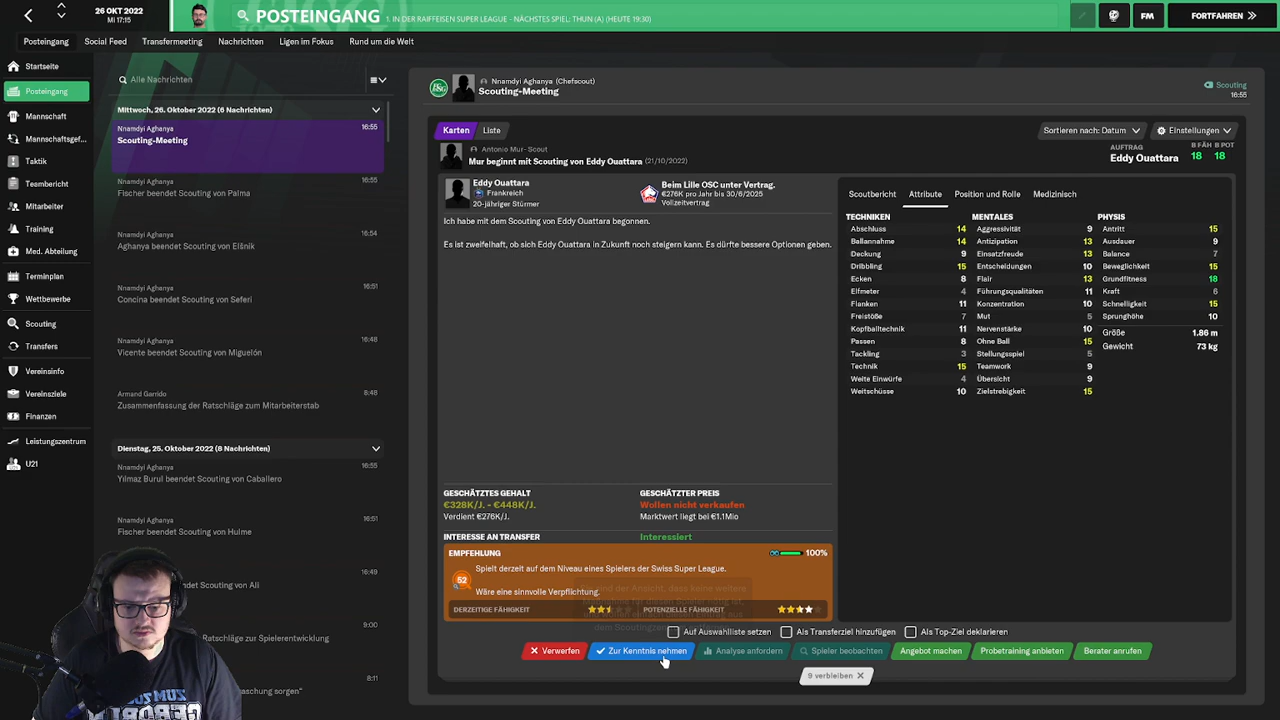 26 OKT 2022
MI 17:15
POSTEINGANG
1. IN DER RAIFFEISEN SUPER LEAGUE - NÄCHSTES SPIEL: THUN (A) (HEUTE 19:30)
FM
FORTFAHREN
Posteingang
Social Feed
Transfermeeting
Nachrichten
Ligen im Fokus
Rund um die Welt
Startseite
Posteingang
Mannschaft
Mannschaftsgef...
Taktik
Teambericht
Mitarbeiter
Training
Med. Abteilung
Terminplan
Wettbewerbe
Scouting
Transfers
Vereinsinfo
Vereinsziele
Finanzen
Leistungszentrum
U21
Alle Nachrichten
Mittwoch, 26. Oktober 2022 (6 Nachrichten)
Nnamdyi Aghanya 16:55
Scouting-Meeting
Nnamdyi Aghanya 16:55
Fischer beendet Scouting von Palma
Nnamdyi Aghanya 16:54
Aghanya beendet Scouting von Elšnik
Nnamdyi Aghanya 16:51
Concina beendet Scouting von Seferi
Nnamdyi Aghanya 16:48
Vicente beendet Scouting von Miguelón
Armand Garrido 8:48
Zusammenfassung der Ratschläge zum Mitarbeiterstab
Dienstag, 25. Oktober 2022 (8 Nachrichten)
Nnamdyi Aghanya 16:55
Yilmaz Burul beendet Scouting von Caballero
Nnamdyi Aghanya 16:51
Fischer beendet Scouting von Hulme
16:49
Scouting von Ali
9:00
Ratschläge zur Spielerentwicklung
8:11
Nnamdyi Aghanya (Chefscout)
Scouting-Meeting
Scouting
16:55
Karten
Liste
Sortieren nach: Datum
Einstellungen
Antonio Mur - Scout
Mur beginnt mit Scouting von Eddy Ouattara (21/10/2022)
AUFTRAG
Eddy Ouattara
B FÄH B POT
18 18
Eddy Ouattara
Frankreich
20-jähriger Stürmer
Beim Lille OSC unter Vertrag.
€276K pro Jahr bis 30/6/2025
Vollzeitvertrag
Ich habe mit dem Scouting von Eddy Ouattara begonnen.
Es ist zweifelhaft, ob sich Eddy Ouattara in Zukunft noch steigern kann. Es dürfte bessere Optionen geben.
GESCHÄTZTES GEHALT
€328K/J. - €448K/J.
Verdient €276K/J.
GESCHÄTZTER PREIS
Wollen nicht verkaufen
Marktwert liegt bei €1.1Mio
INTERESSE AN TRANSFER
Interessiert
EMPFEHLUNG
100%
52
Spielt derzeit auf dem Niveau eines Spielers der Swiss Super League.
Wäre eine sinnvolle Verpflichtung.
DERZEITIGE FÄHIGKEIT
POTENZIELLE FÄHIGKEIT
Scoutbericht
Attribute
Position und Rolle
Medizinisch
TECHNIKEN
Abschluss 14
Ballannahme 14
Deckung 9
Dribbling 15
Ecken 8
Elfmeter 4
Flanken 11
Freistöße 7
Kopfballtechnik 11
Passen 8
Tackling 3
Technik 15
Weite Einwürfe 4
Weitschüsse 10
MENTALES
Aggressivität 9
Antizipation 13
Einsatzfreude 13
Entscheidungen 10
Flair 13
Führungsqualitäten 11
Konzentration 10
Mut 5
Nervenstärke 10
Ohne Ball 15
Stellungsspiel 5
Teamwork 9
Übersicht 9
Zielstrebigkeit 15
PHYSIS
Antritt 15
Ausdauer 9
Balance 7
Beweglichkeit 15
Grundfitness 18
Kraft 6
Schnelligkeit 15
Sprunghöhe 10
Größe 1.86 m
Gewicht 73 kg
Auf Auswahlliste setzen
Als Transferziel hinzufügen
Als Top-Ziel deklarieren
Verwerfen
Zur Kenntnis nehmen
Analyse anfordern
Spieler beobachten
Angebot machen
Probetraining anbieten
Berater anrufen
9 verbleiben